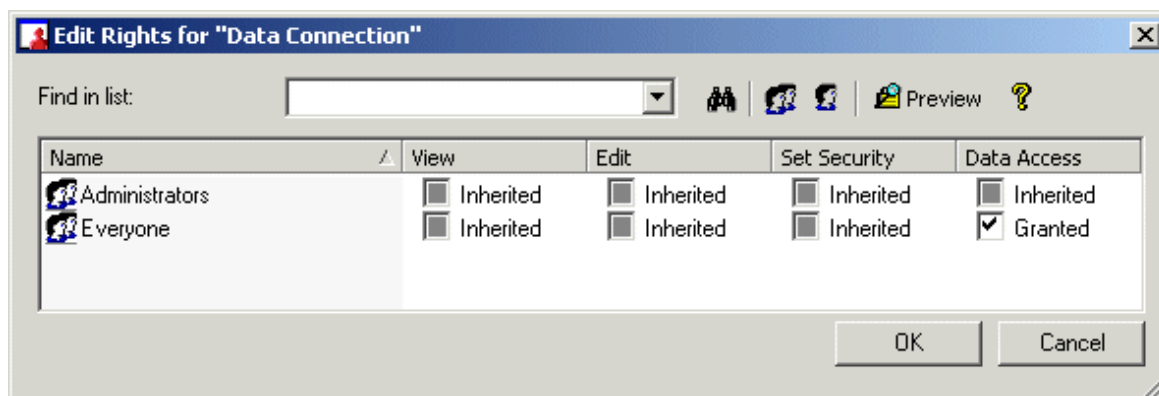 Edit Rights for "Data Connection"
Find in list:
Preview
Name View Edit Set Security Data Access
Administrators Inherited Inherited Inherited Inherited
Everyone Inherited Inherited Inherited Granted
OK Cancel